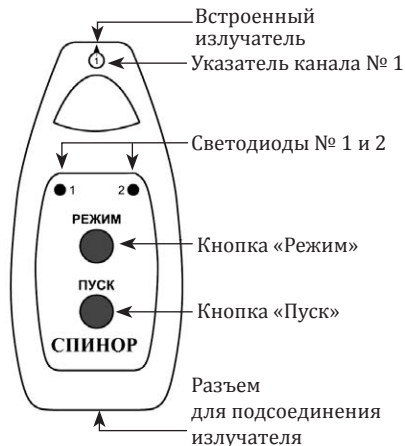 Встроенный
излучатель
Указатель канала № 1
1
Светодиоды № 1 и 2
1 2
РЕЖИМ
Кнопка «Режим»
ПУСК
Кнопка «Пуск»
СПИНОР
Разъем
для подсоединения
излучателя